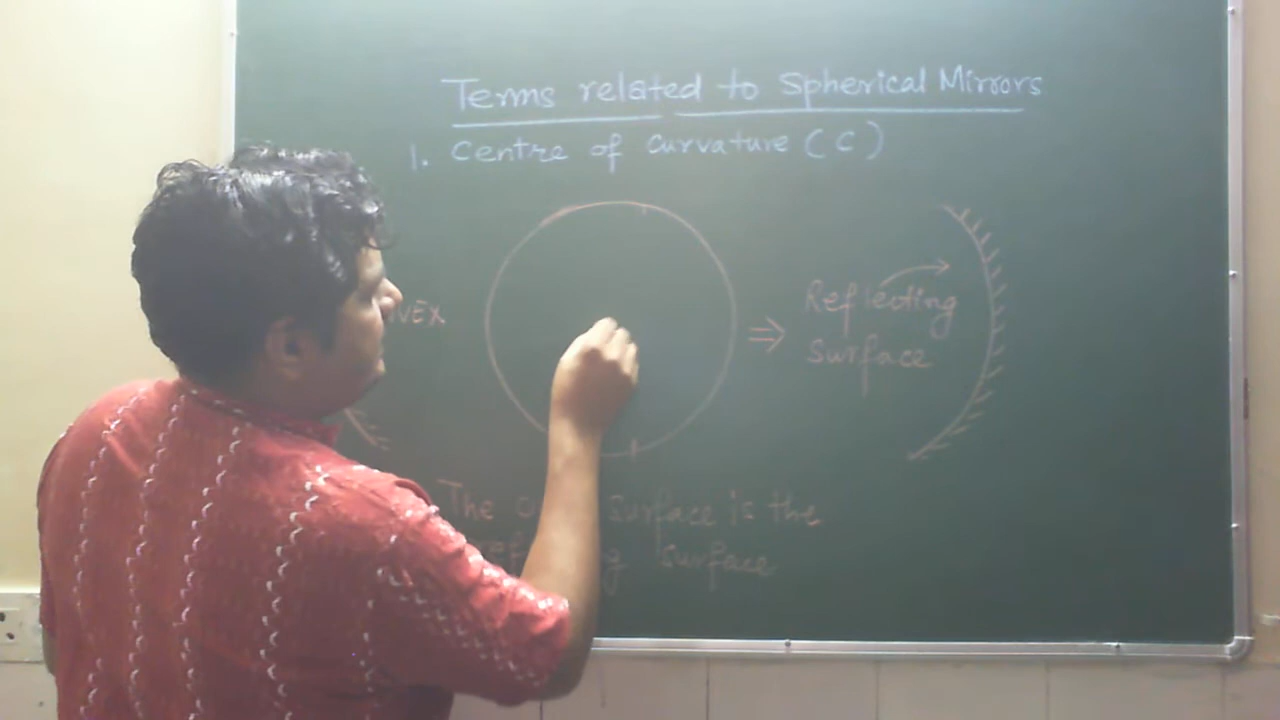 Terms related to Spherical Mirrors
1. Centre of Curvature (C)
Reflecting
Surface
The surface is the
surface